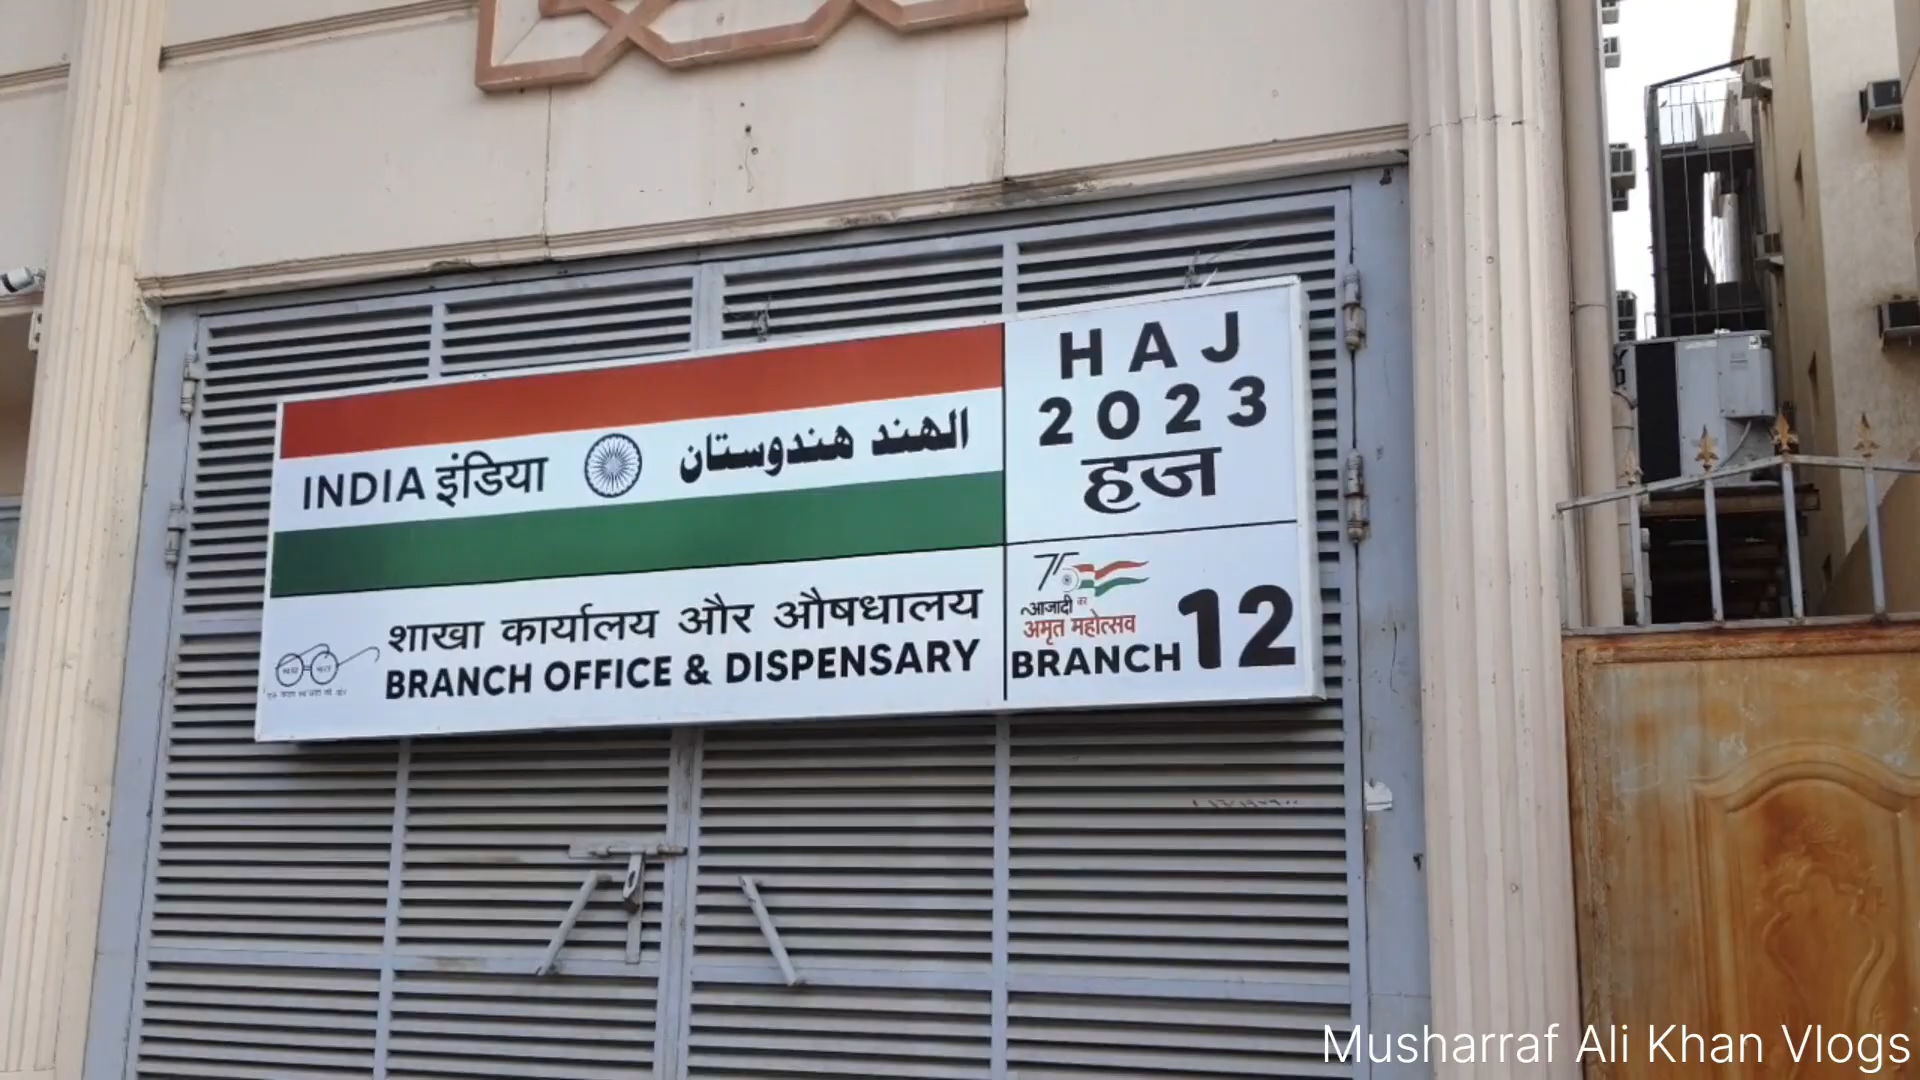 INDIA इंडिया الهند هندوستان
शाखा कार्यालय और औषधालय
BRANCH OFFICE & DISPENSARY
HAJ
2023
हज
75
आज़ादी का
अमृत महोत्सव
BRANCH 12
Musharraf Ali Khan Vlogs